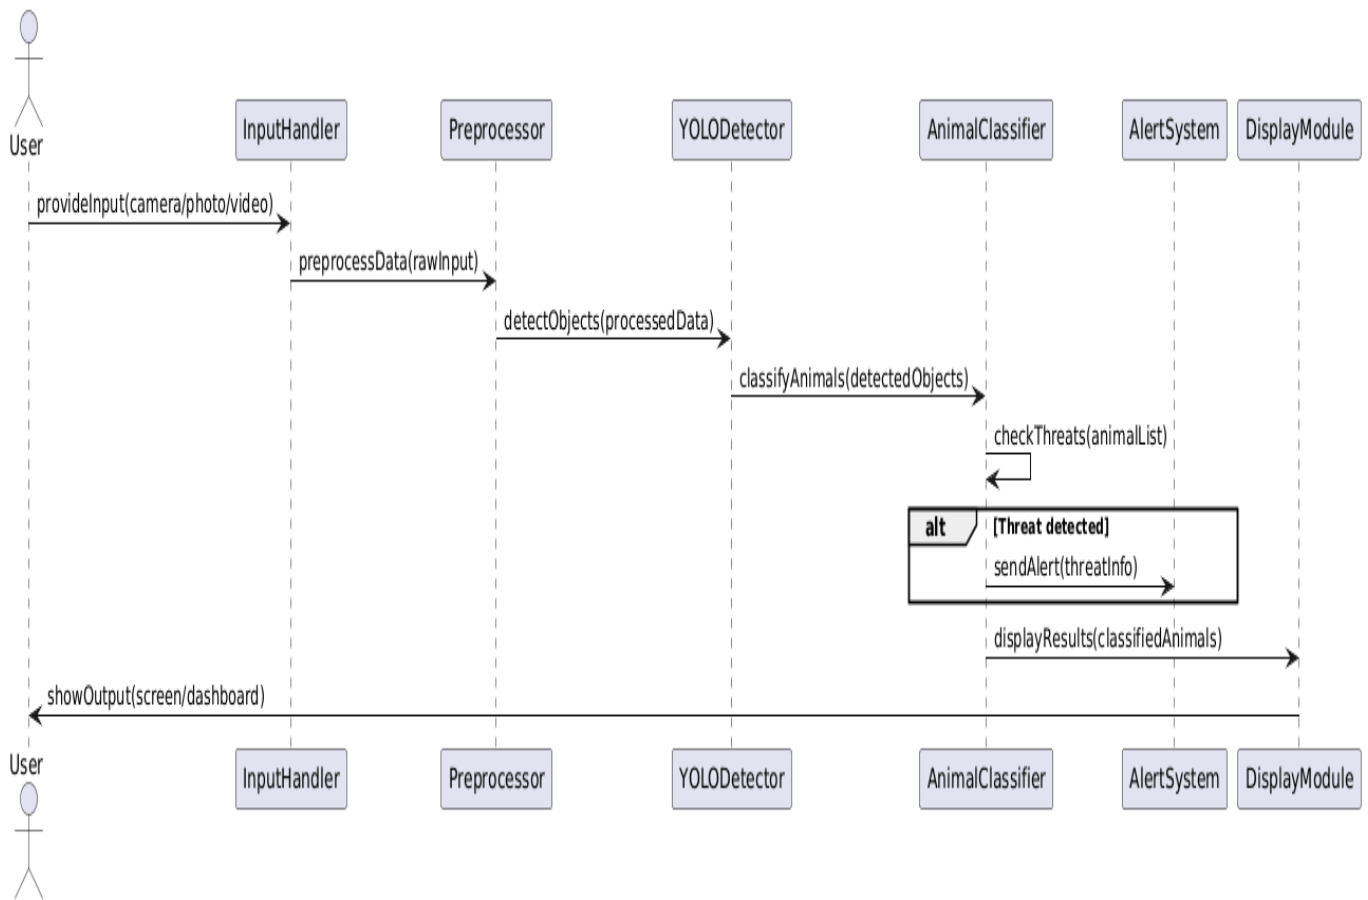 User
InputHandler
Preprocessor
YOLODetector
AnimalClassifier
AlertSystem
DisplayModule
provideInput(camera/photo/video)
preprocessData(rawInput)
detectObjects(processedData)
classifyAnimals(detectedObjects)
checkThreats(animalList)
alt
[Threat detected]
sendAlert(threatInfo)
displayResults(classifiedAnimals)
showOutput(screen/dashboard)
User
InputHandler
Preprocessor
YOLODetector
AnimalClassifier
AlertSystem
DisplayModule